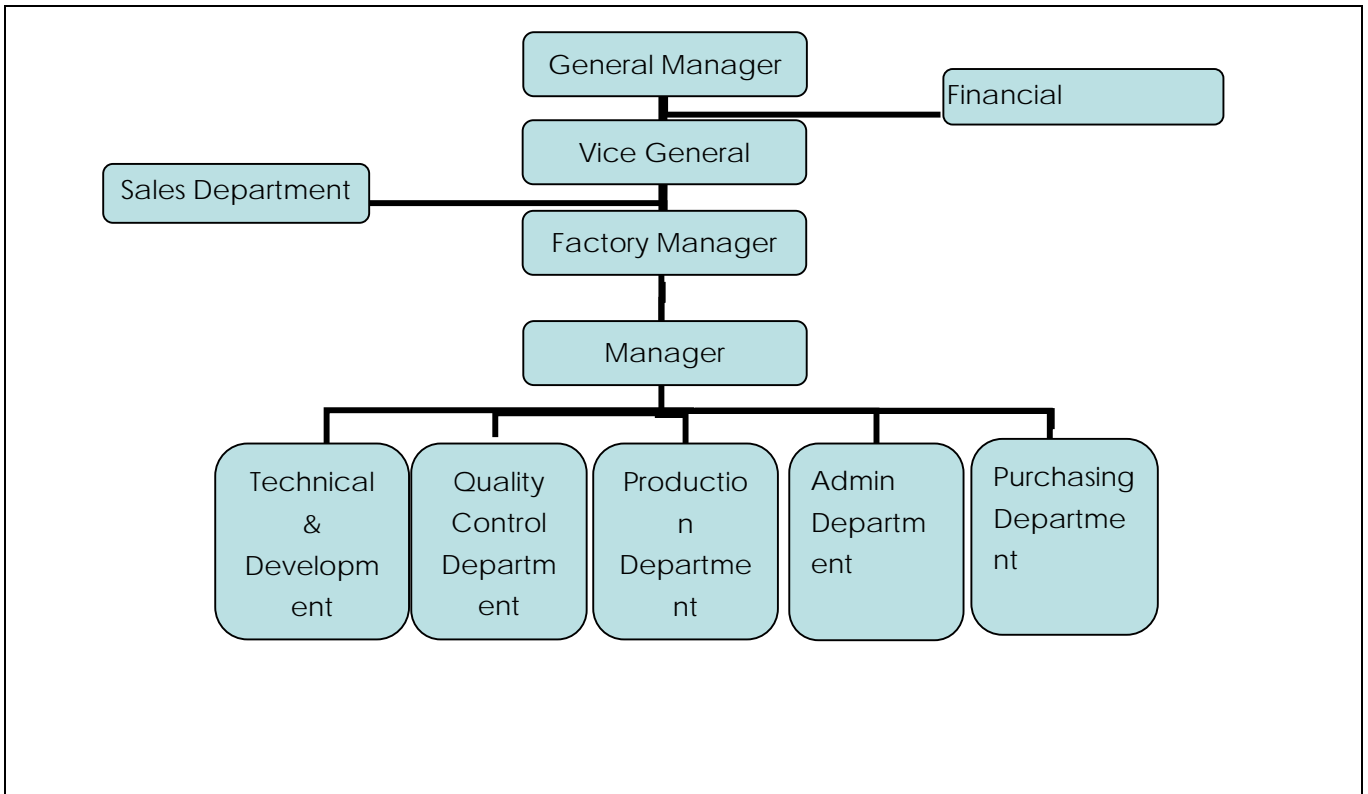 General Manager
Financial
Vice General
Sales Department
Factory Manager
Manager
Technical
&
Developm
ent
Quality
Control
Departm
ent
Productio
n
Departme
nt
Admin
Departm
ent
Purchasing
Departme
nt